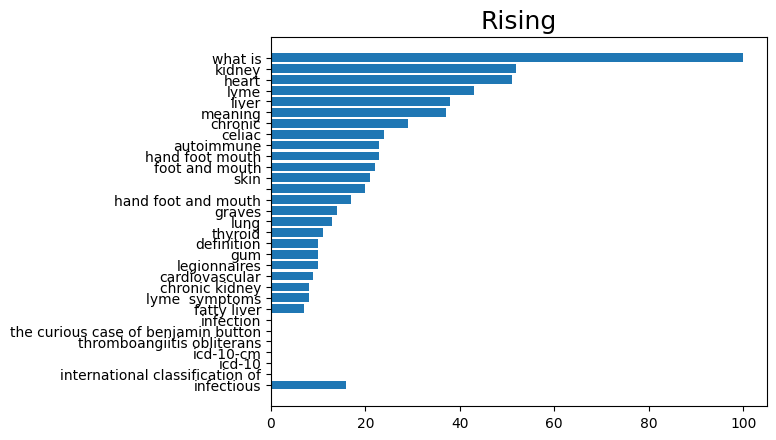 Rising
what is
kidney
heart
lyme
liver
meaning
chronic
celiac
autoimmune
hand foot mouth
foot and mouth
skin
hand foot and mouth
graves
lung
thyroid
definition
gum
legionnaires
cardiovascular
chronic kidney
lyme  symptoms
fatty liver
infection
the curious case of benjamin button
thromboangiitis obliterans
icd-10-cm
icd-10
international classification of
infectious
0 20 40 60 80 100